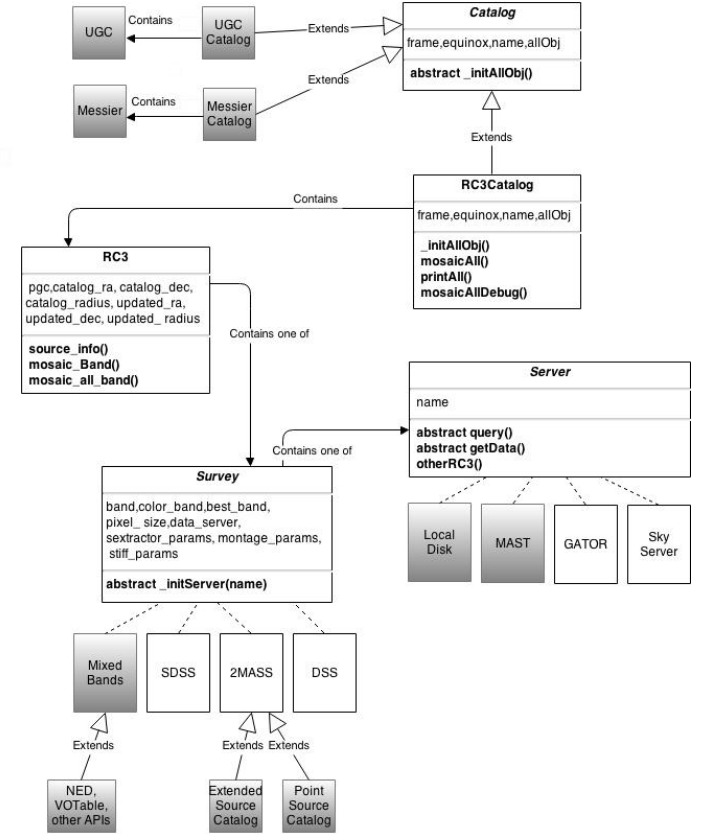 UGC
Contains
UGC
Catalog
Extends
Catalog
frame,equinox,name,allObj
abstract _initAllObj()
Messier
Contains
Messier
Catalog
Extends
Extends
RC3Catalog
frame,equinox,name,allObj
_initAllObj()
mosaicAll()
printAll()
mosaicAllDebug()
Contains
RC3
pgc,catalog_ra, catalog_dec,
catalog_radius, updated_ra,
updated_dec, updated_ radius
source_info()
mosaic_Band()
mosaic_all_band()
Contains one of
Server
name
abstract query()
abstract getData()
otherRC3()
Contains one of
Survey
band,color_band,best_band,
pixel_ size,data_server,
sextractor_params, montage_params,
stiff_params
abstract _initServer(name)
Local
Disk
MAST
GATOR
Sky
Server
Mixed
Bands
SDSS
2MASS
DSS
Extends
Extends
Extends
NED,
VOTable,
other APIs
Extended
Source
Catalog
Point
Source
Catalog